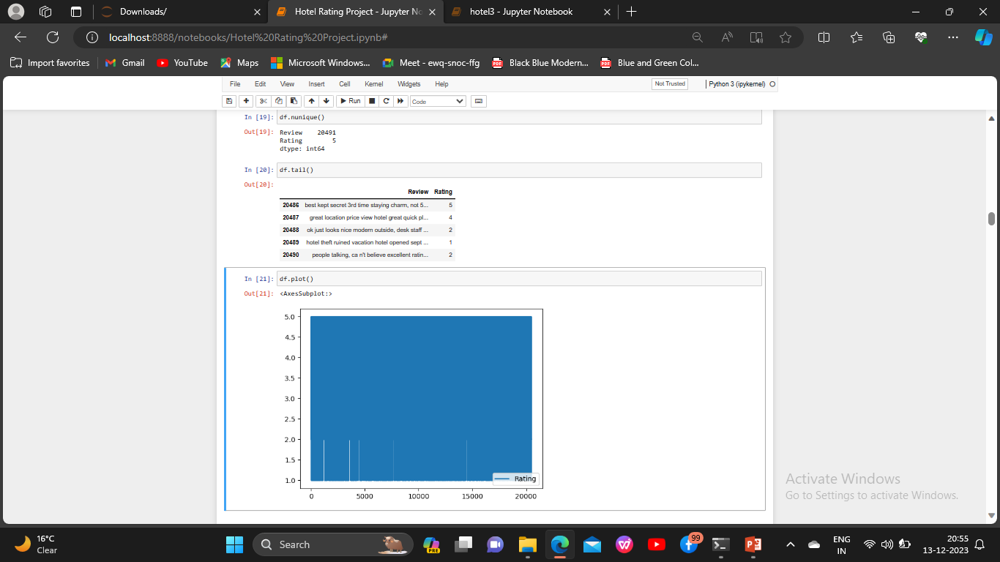 Downloads/
Hotel Rating Project - Jupyter No
hotel3 - Jupyter Notebook
localhost:8888/notebooks/Hotel%20Rating%20Project.ipynb#
Import favorites
Gmail
YouTube
Maps
Microsoft Windows...
Meet - ewq-snoc-ffg
PDF
Black Blue Modern...
PDF
Blue and Green Col...
File Edit View Insert Cell Kernel Widgets Help
Not Trusted
Python 3 (ipykernel)
Run
Code
In [19]: df.nunique()
Out[19]: Review 20491
Rating 5
dtype: int64
In [20]: df.tail()
Out[20]:
Review Rating
20486 best kept secret 3rd time staying charm, not 5... 5
20487 great location price view hotel great quick pl... 4
20488 ok just looks nice modern outside, desk staff ... 2
20489 hotel theft ruined vacation hotel opened sept ... 1
20490 people talking, ca n't believe excellent ratin... 2
In [21]: df.plot()
Out[21]: <AxesSubplot:>
5.0
4.5
4.0
3.5
3.0
2.5
2.0
1.5
1.0
Rating
0 5000 10000 15000 20000
Activate Windows
Go to Settings to activate Windows.
16°C
Clear
Search
PRE
99
ENG
IN
20:55
13-12-2023